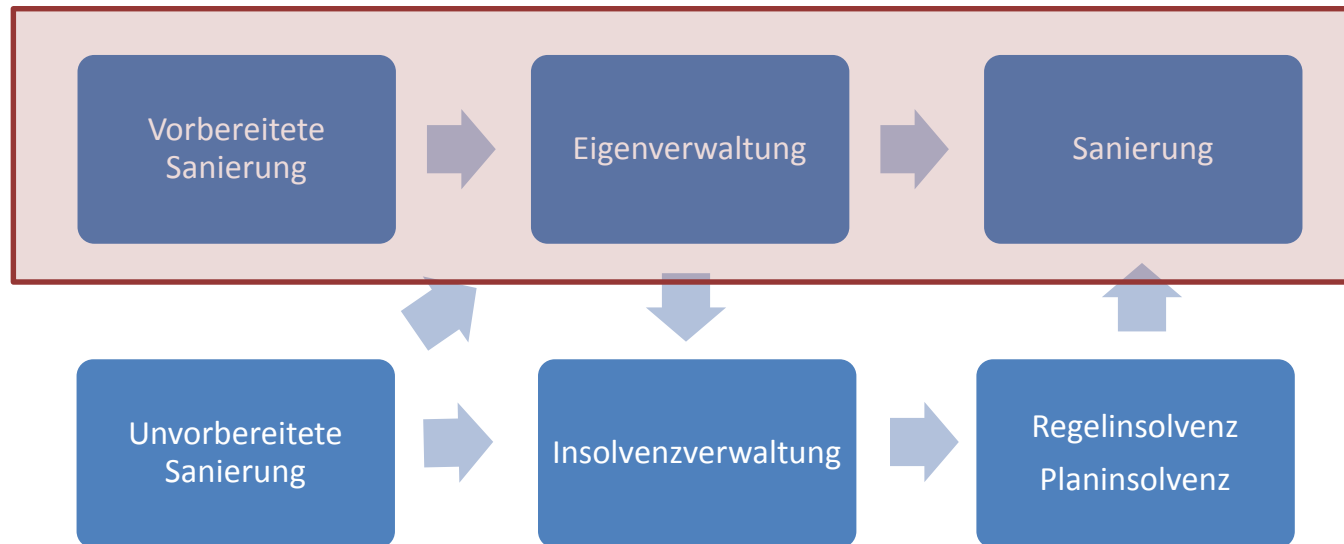 Vorbereitete
Sanierung
Eigenverwaltung
Sanierung
Unvorbereitete
Sanierung
Insolvenzverwaltung
Regelinsolvenz
Planinsolvenz